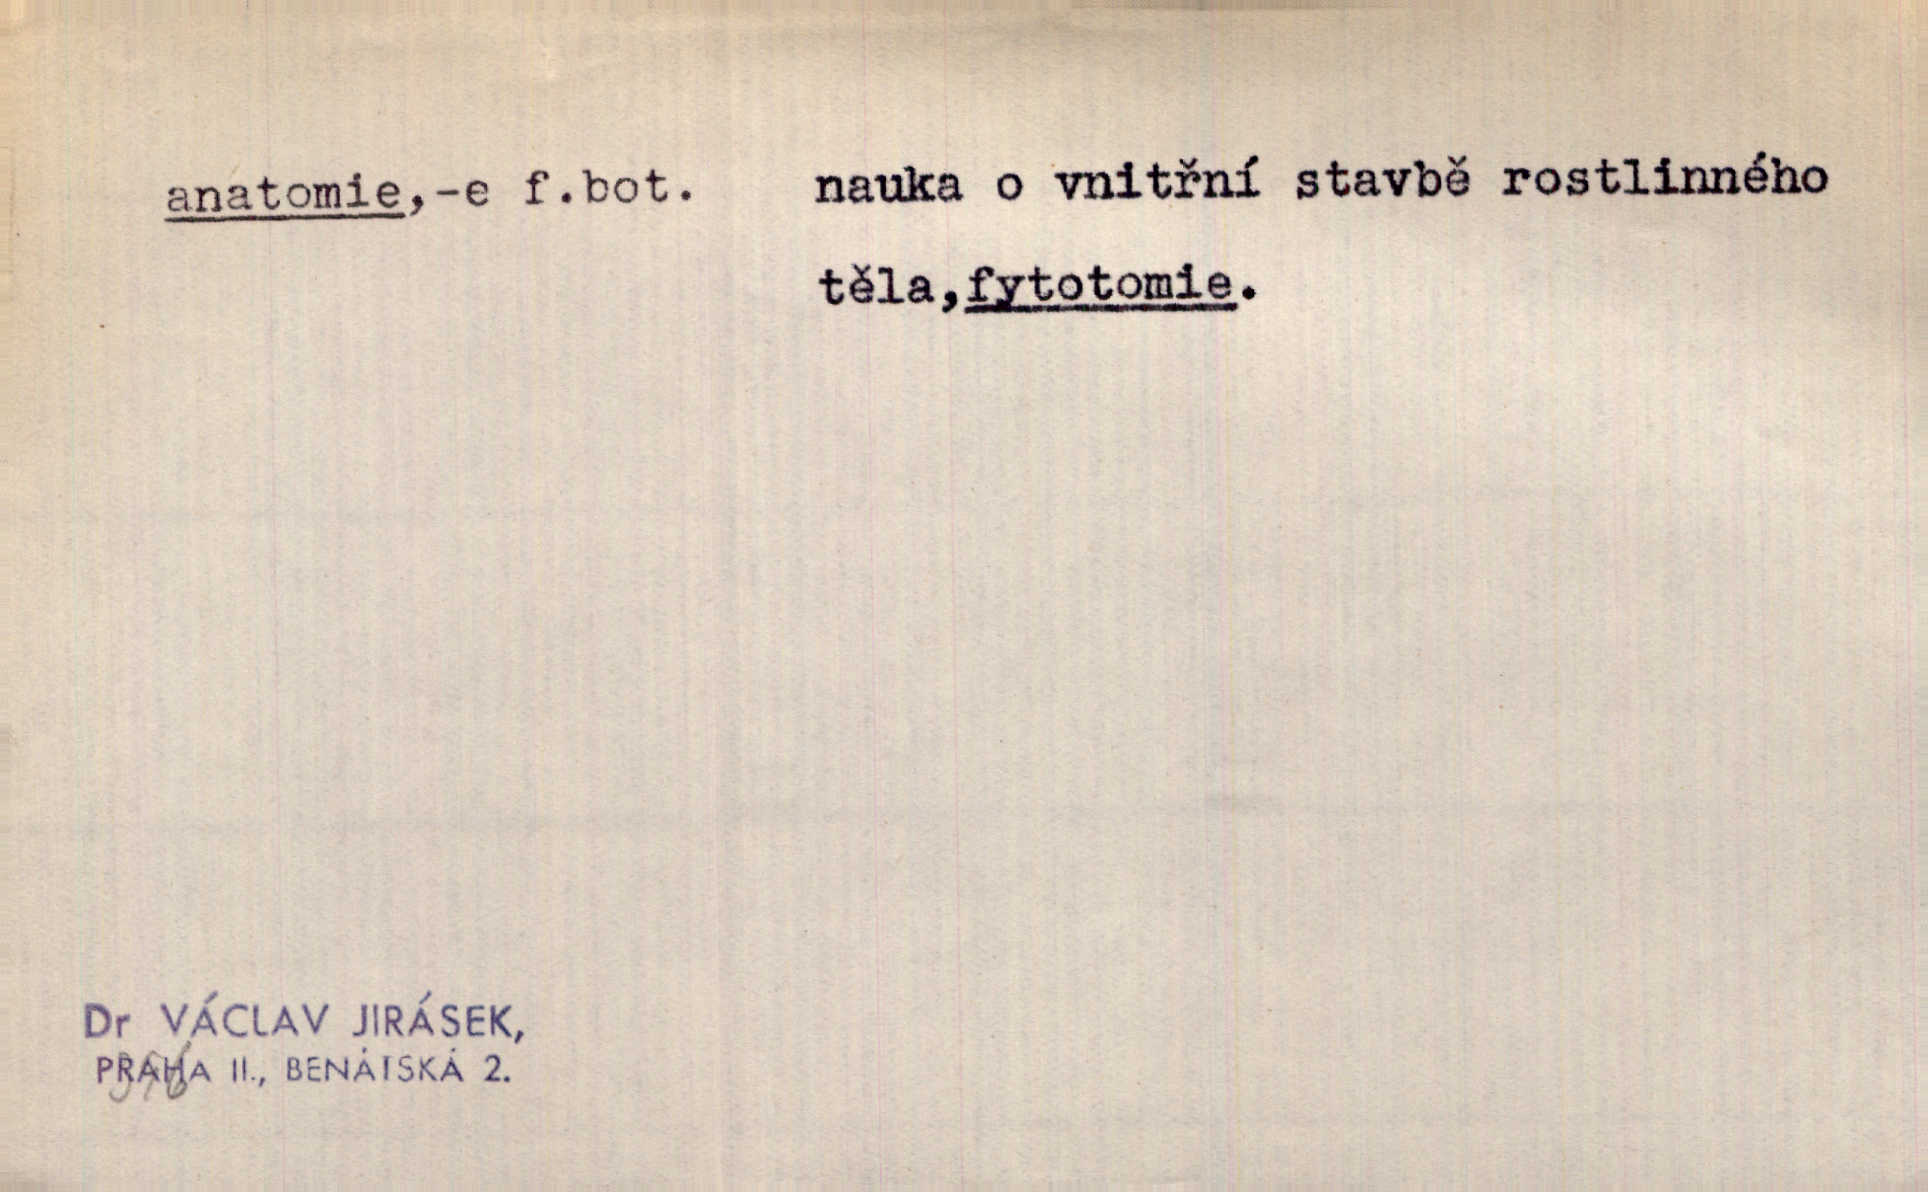 anatomie,-e f.bot. nauka o vnitřní stavbě rostlinného
těla,fytotomie.
Dr VÁCLAV JIRÁSEK,
PRAHA II., BENÁTSKÁ 2.